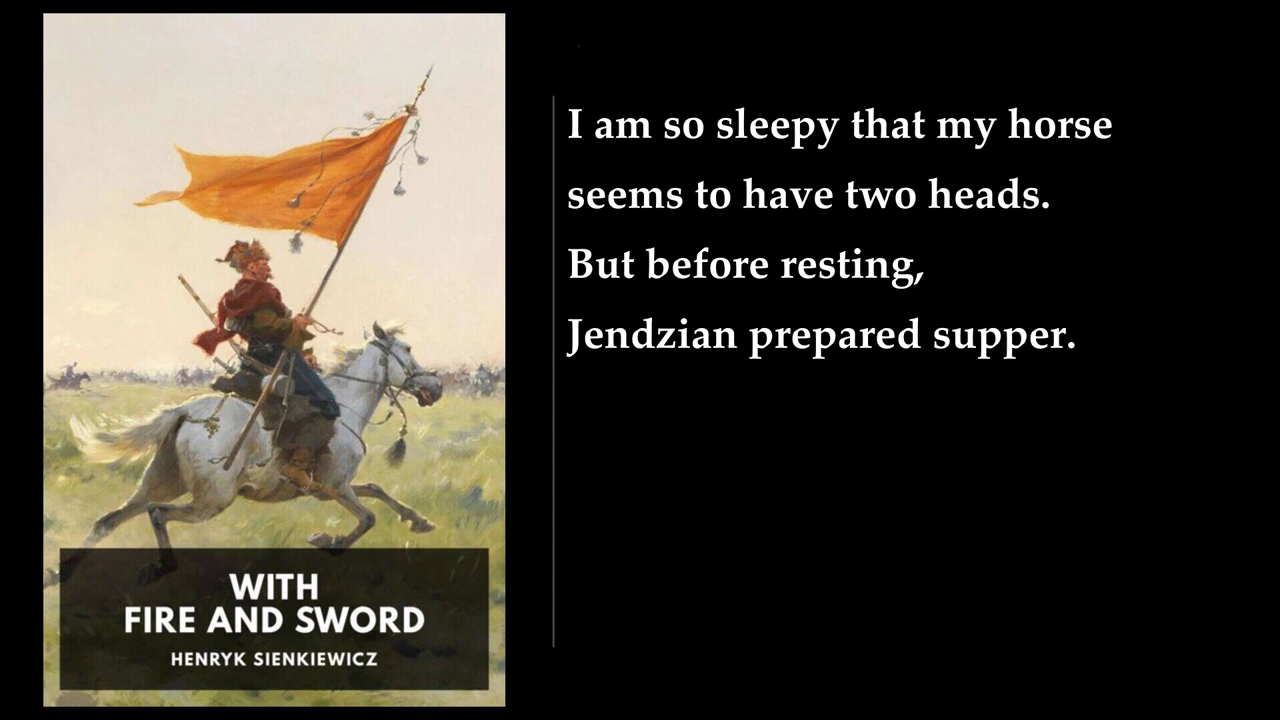 I am so sleepy that my horse
seems to have two heads.
But before resting,
Jendzian prepared supper.
WITH
FIRE AND SWORD
HENRYK SIENKIEWICZ